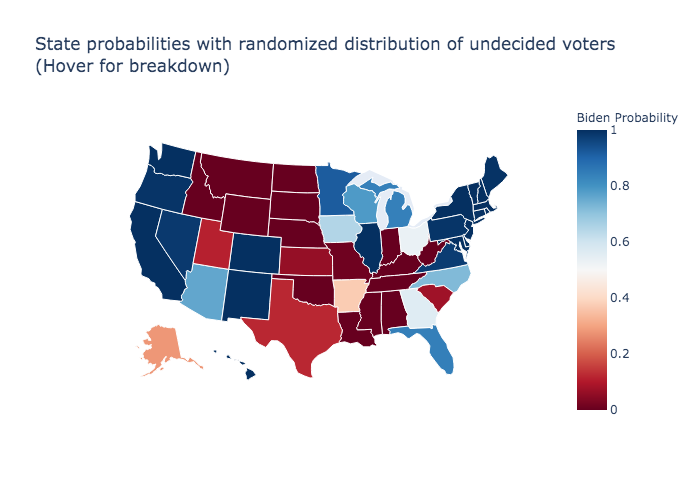 State probabilities with randomized distribution of undecided voters
(Hover for breakdown)
Biden Probability
1
0.8
0.6
0.4
0.2
0